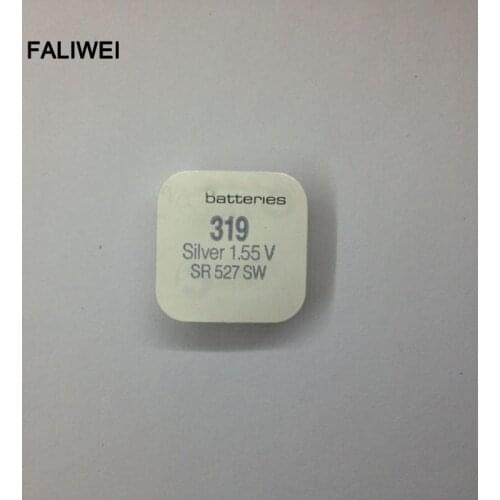 FALIWEI
batteries
319
Silver 1.55 V
SR 527 SW